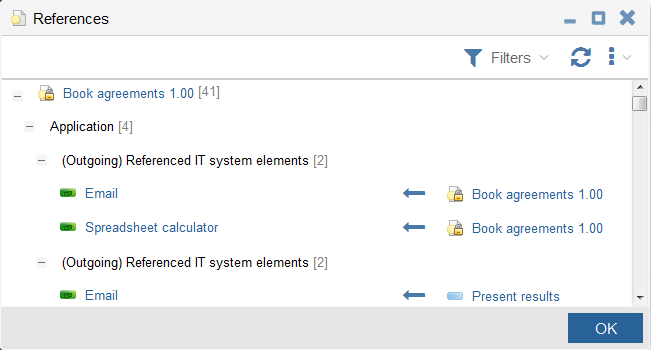 References
Filters
Book agreements 1.00 [41]
Application [4]
(Outgoing) Referenced IT system elements [2]
Email Book agreements 1.00
Spreadsheet calculator Book agreements 1.00
(Outgoing) Referenced IT system elements [2]
Email Present results
OK